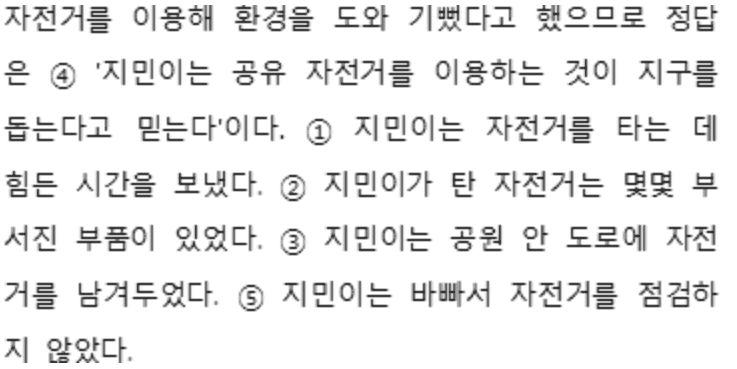 자전거를 이용해 환경을 도와 기뻤다고 했으므로 정답
은 ④ '지민이는 공유 자전거를 이용하는 것이 지구를
돕는다고 믿는다'이다. ① 지민이는 자전거를 타는 데
힘든 시간을 보냈다. ② 지민이가 탄 자전거는 몇몇 부
서진 부품이 있었다. ③ 지민이는 공원 안 도로에 자전
거를 남겨두었다. ⑤ 지민이는 바빠서 자전거를 점검하
지 않았다.